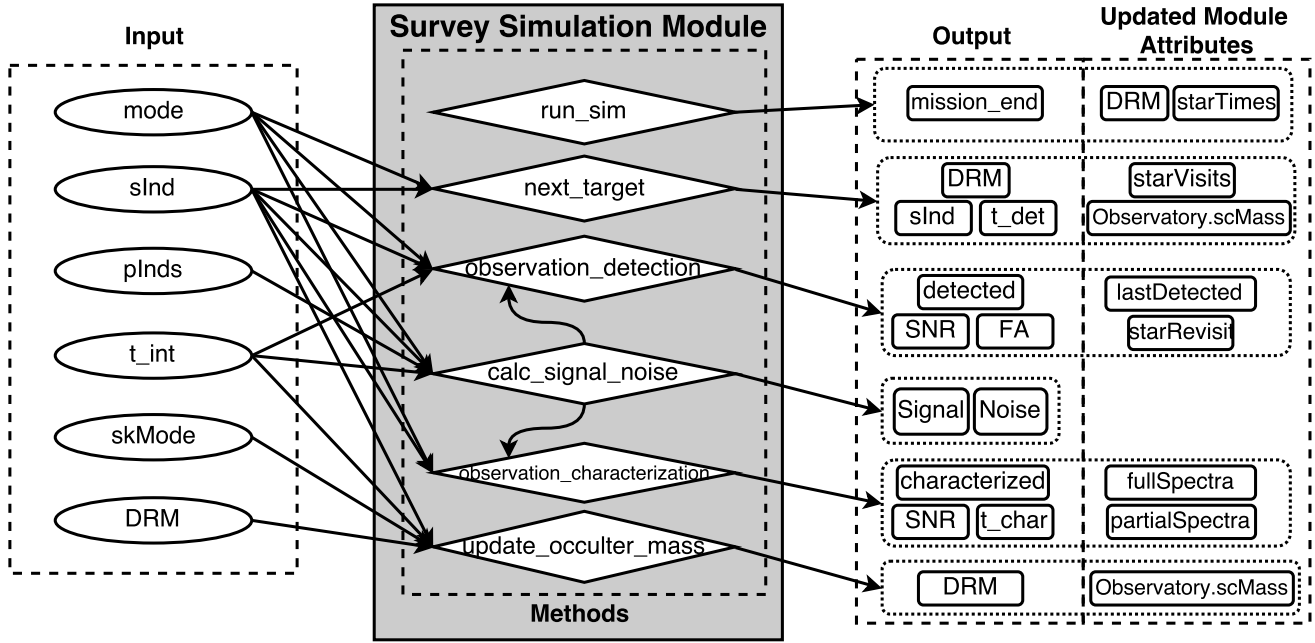 Survey Simulation Module
Input
Output
Updated Module
Attributes
mode
sInd
pInds
t_int
skMode
DRM
run_sim
next_target
observation_detection
calc_signal_noise
observation_characterization
update_occulter_mass
Methods
mission_end
DRM starTimes
DRM
sInd t_det
starVisits
Observatory.scMass
detected
SNR FA
lastDetected
starRevisit
Signal Noise
characterized
SNR t_char
fullSpectra
partialSpectra
DRM
Observatory.scMass